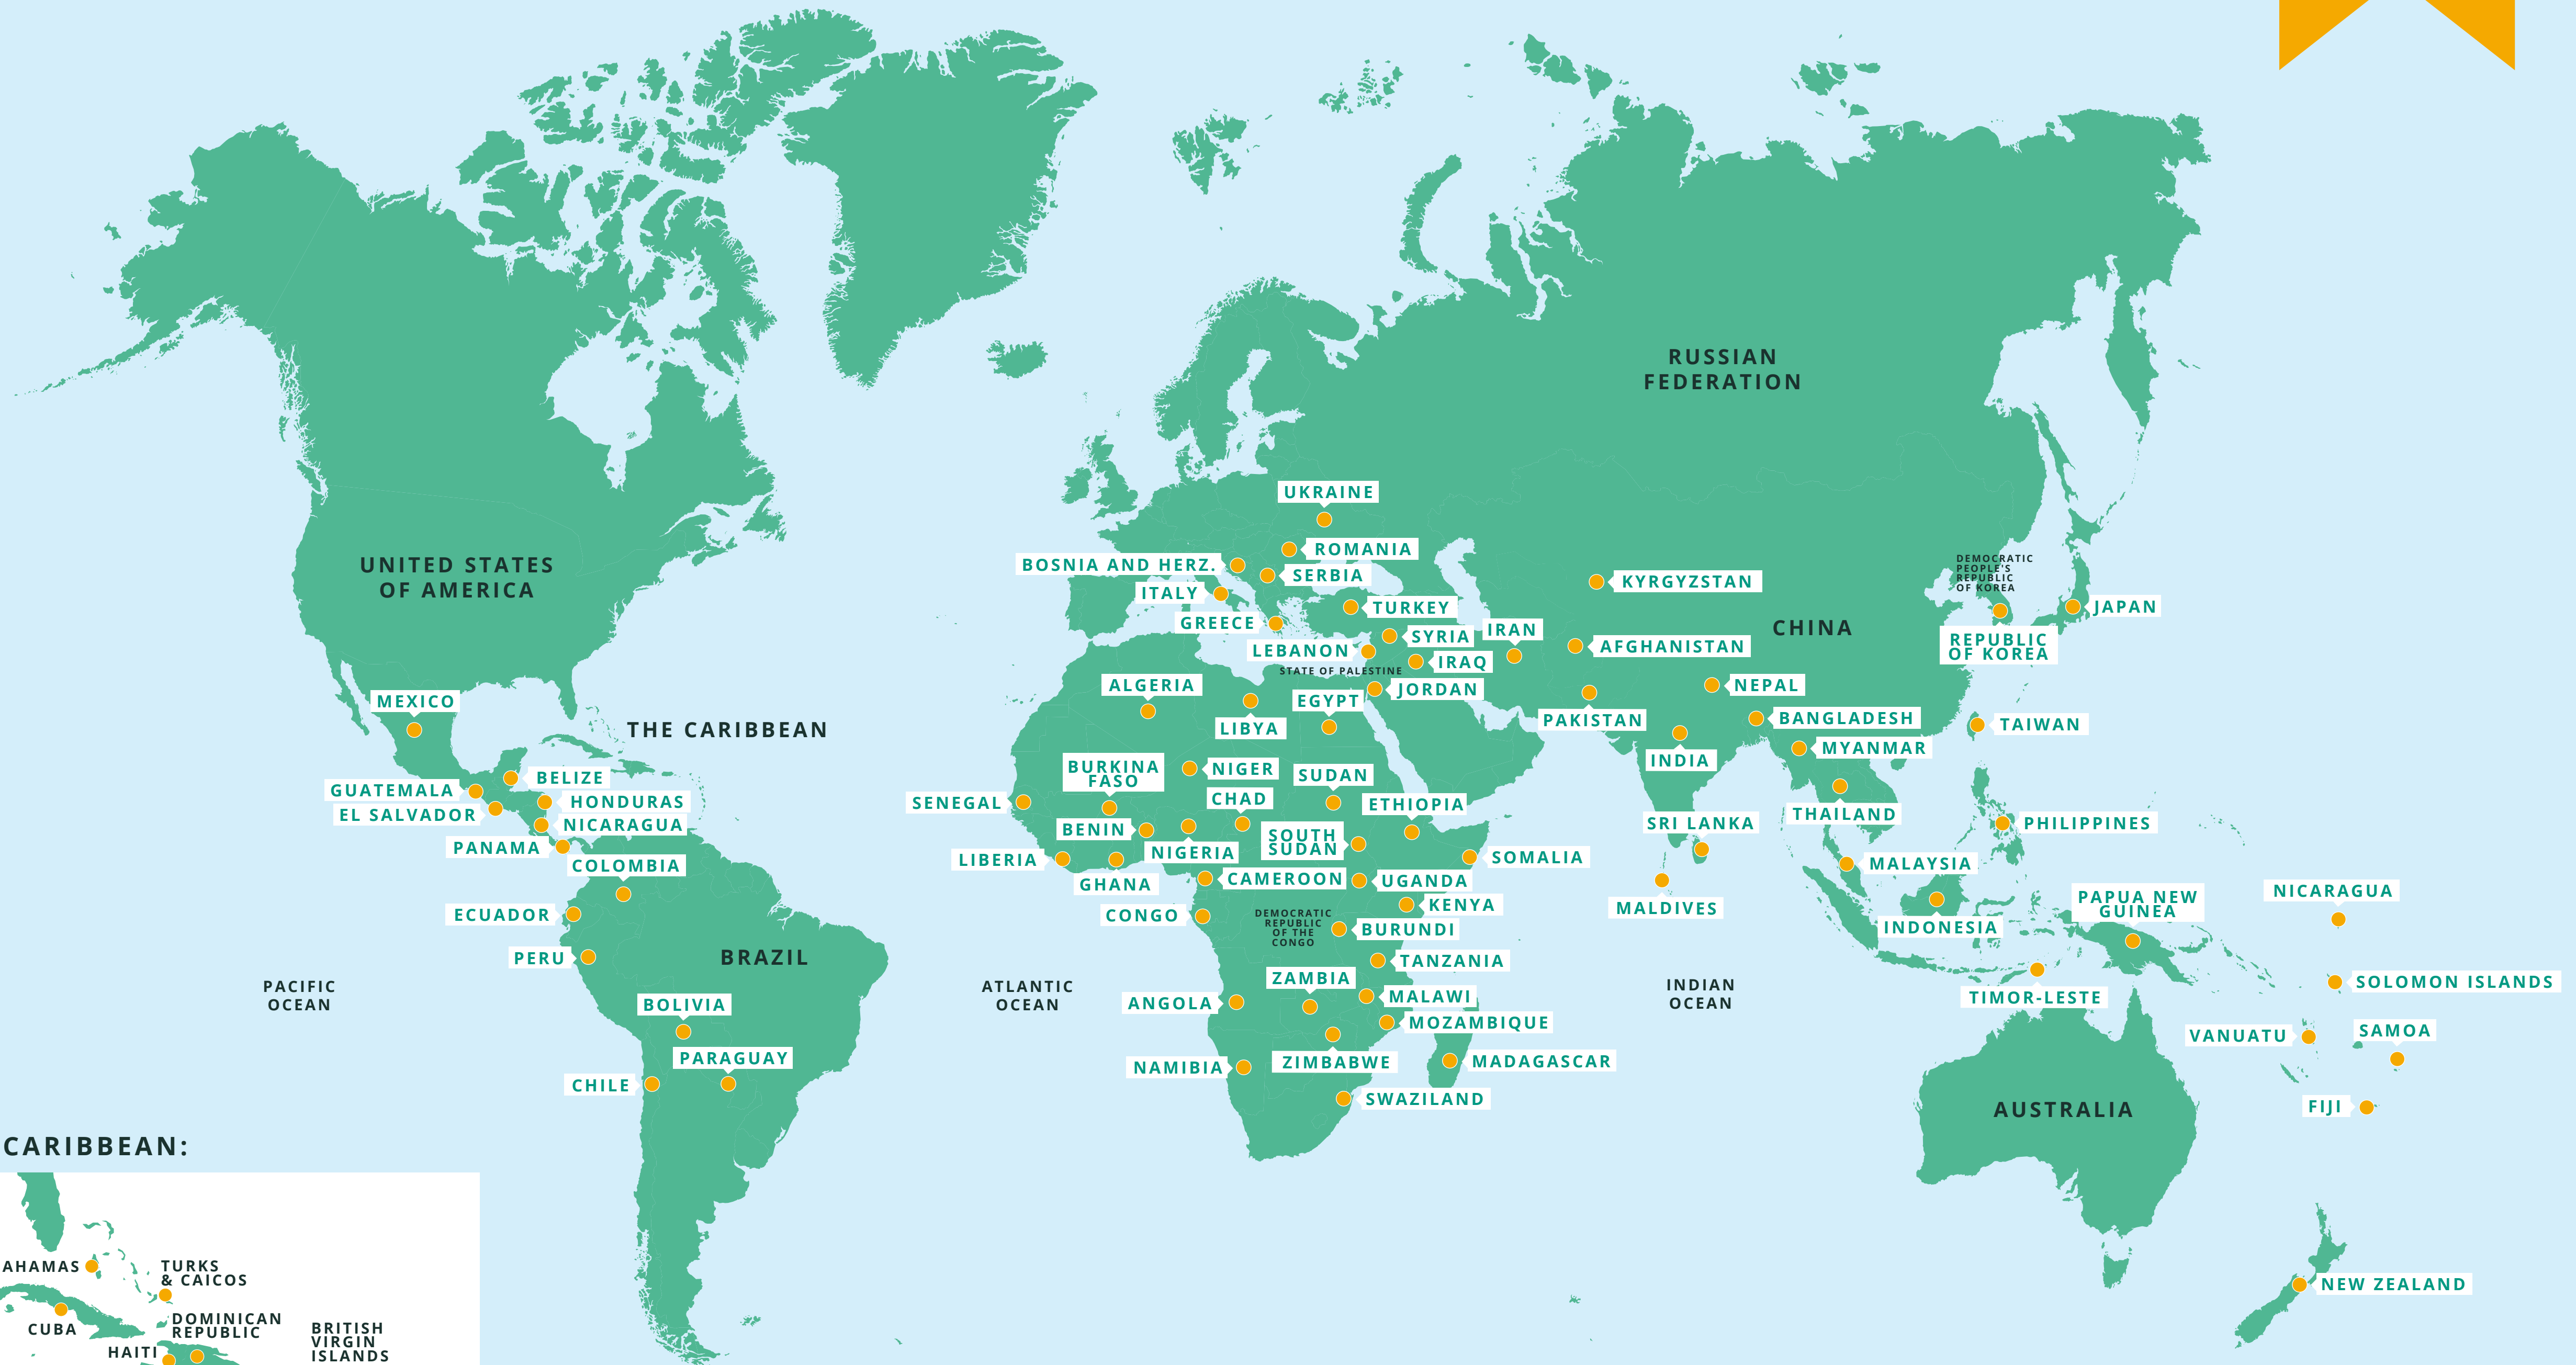 RUSSIAN
FEDERATION
UKRAINE
ROMANIA
BOSNIA AND HERZ.
SERBIA
ITALY
GREECE
TURKEY
SYRIA
IRAN
LEBANON
IRAQ
STATE OF PALESTINE
JORDAN
KYRGYZSTAN
AFGHANISTAN
CHINA
DEMOCRATIC
PEOPLE'S
REPUBLIC
OF KOREA
JAPAN
REPUBLIC
OF KOREA
NEPAL
PAKISTAN
BANGLADESH
TAIWAN
INDIA
MYANMAR
THAILAND
SRI LANKA
PHILIPPINES
MALAYSIA
MALDIVES
INDONESIA
PAPUA NEW
GUINEA
NICARAGUA
SOLOMON ISLANDS
TIMOR-LESTE
VANUATU
SAMOA
FIJI
AUSTRALIA
NEW ZEALAND
INDIAN
OCEAN
UNITED STATES
OF AMERICA
MEXICO
THE CARIBBEAN
BELIZE
GUATEMALA
HONDURAS
EL SALVADOR
NICARAGUA
PANAMA
COLOMBIA
ECUADOR
PERU
BRAZIL
BOLIVIA
PARAGUAY
CHILE
PACIFIC
OCEAN
ATLANTIC
OCEAN
ALGERIA
LIBYA
EGYPT
BURKINA
FASO
NIGER
SUDAN
SENEGAL
CHAD
ETHIOPIA
BENIN
SOUTH
SUDAN
LIBERIA
NIGERIA
SOMALIA
GHANA
CAMEROON
UGANDA
CONGO
DEMOCRATIC
REPUBLIC
OF THE
CONGO
KENYA
BURUNDI
TANZANIA
ZAMBIA
ANGOLA
MALAWI
MOZAMBIQUE
NAMIBIA
ZIMBABWE
MADAGASCAR
SWAZILAND
CARIBBEAN:
AHAMAS
TURKS
& CAICOS
CUBA
DOMINICAN
REPUBLIC
HAITI
BRITISH
VIRGIN
ISLANDS